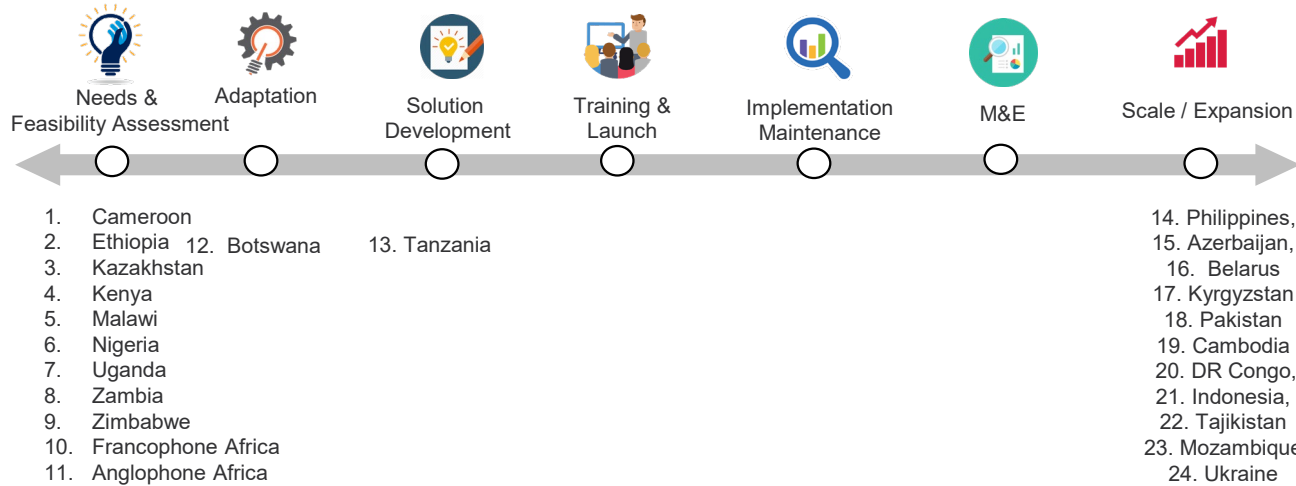 Needs &
Feasibility Assessment
Adaptation
Solution
Development
Training &
Launch
Implementation
Maintenance
M&E
Scale / Expansion
1. Cameroon
2. Ethiopia
3. Kazakhstan
4. Kenya
5. Malawi
6. Nigeria
7. Uganda
8. Zambia
9. Zimbabwe
10. Francophone Africa
11. Anglophone Africa
12. Botswana
13. Tanzania
14. Philippines,
15. Azerbaijan,
16. Belarus
17. Kyrgyzstan
18. Pakistan
19. Cambodia
20. DR Congo,
21. Indonesia,
22. Tajikistan
23. Mozambique
24. Ukraine